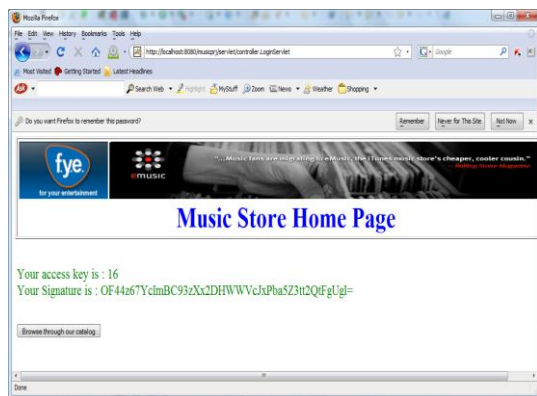 Mozilla Firefox
File Edit View History Bookmarks Tools Help
http://localhost:8080/musicprj/servlet/controller.LoginServlet
Google
Most Visited Getting Started Latest Headlines
Ask Search Web Highlight MyStuff Zoom News Weather Shopping
Do you want Firefox to remember this password?
Remember Never for This Site Not Now x
fye.
for your entertainment
emusic
"...Music fans are migrating to eMusic, the iTunes music store's cheaper, cooler cousin."
Rolling Stone Magazine
Music Store Home Page
Your access key is : 16
Your Signature is : OF44z67YclmBC93zXx2DHWWVcJxPba5Z3tt2QtFgUgl=
Browse through our catalog
Done